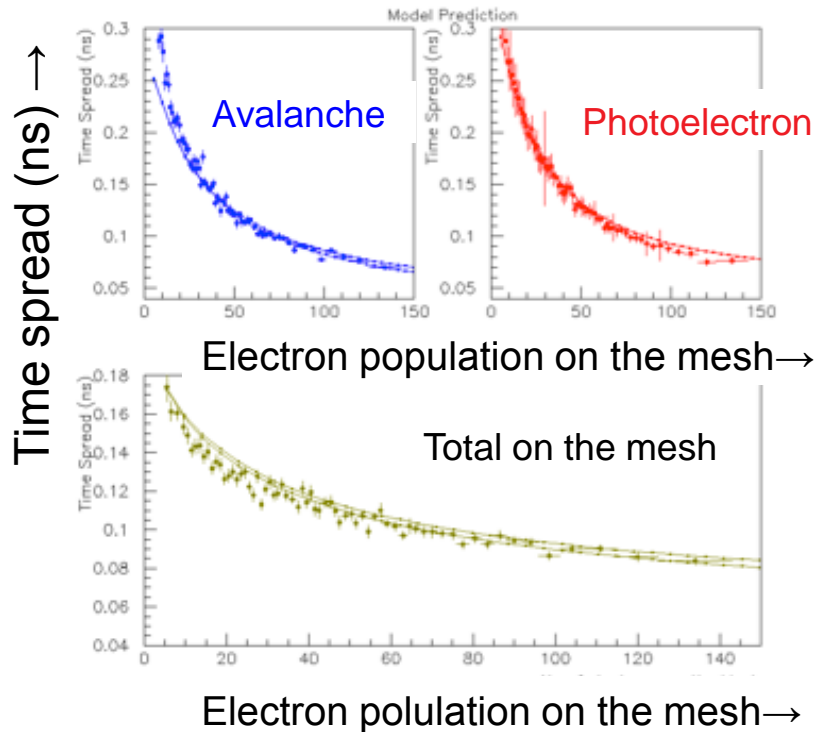 Model Prediction
Time spread (ns) →
Time Spread (ns)
0.3
0.25
0.2
0.15
0.1
0.05
0 50 100 150
Avalanche
Time Spread (ns)
0.3
0.25
0.2
0.15
0.1
0.05
0 50 100 150
Photoelectron
Electron population on the mesh→
Time Spread (ns)
0.18
0.16
0.14
0.12
0.1
0.08
0.06
0.04
0 20 40 60 80 100 120 140
Total on the mesh
Electron polulation on the mesh→